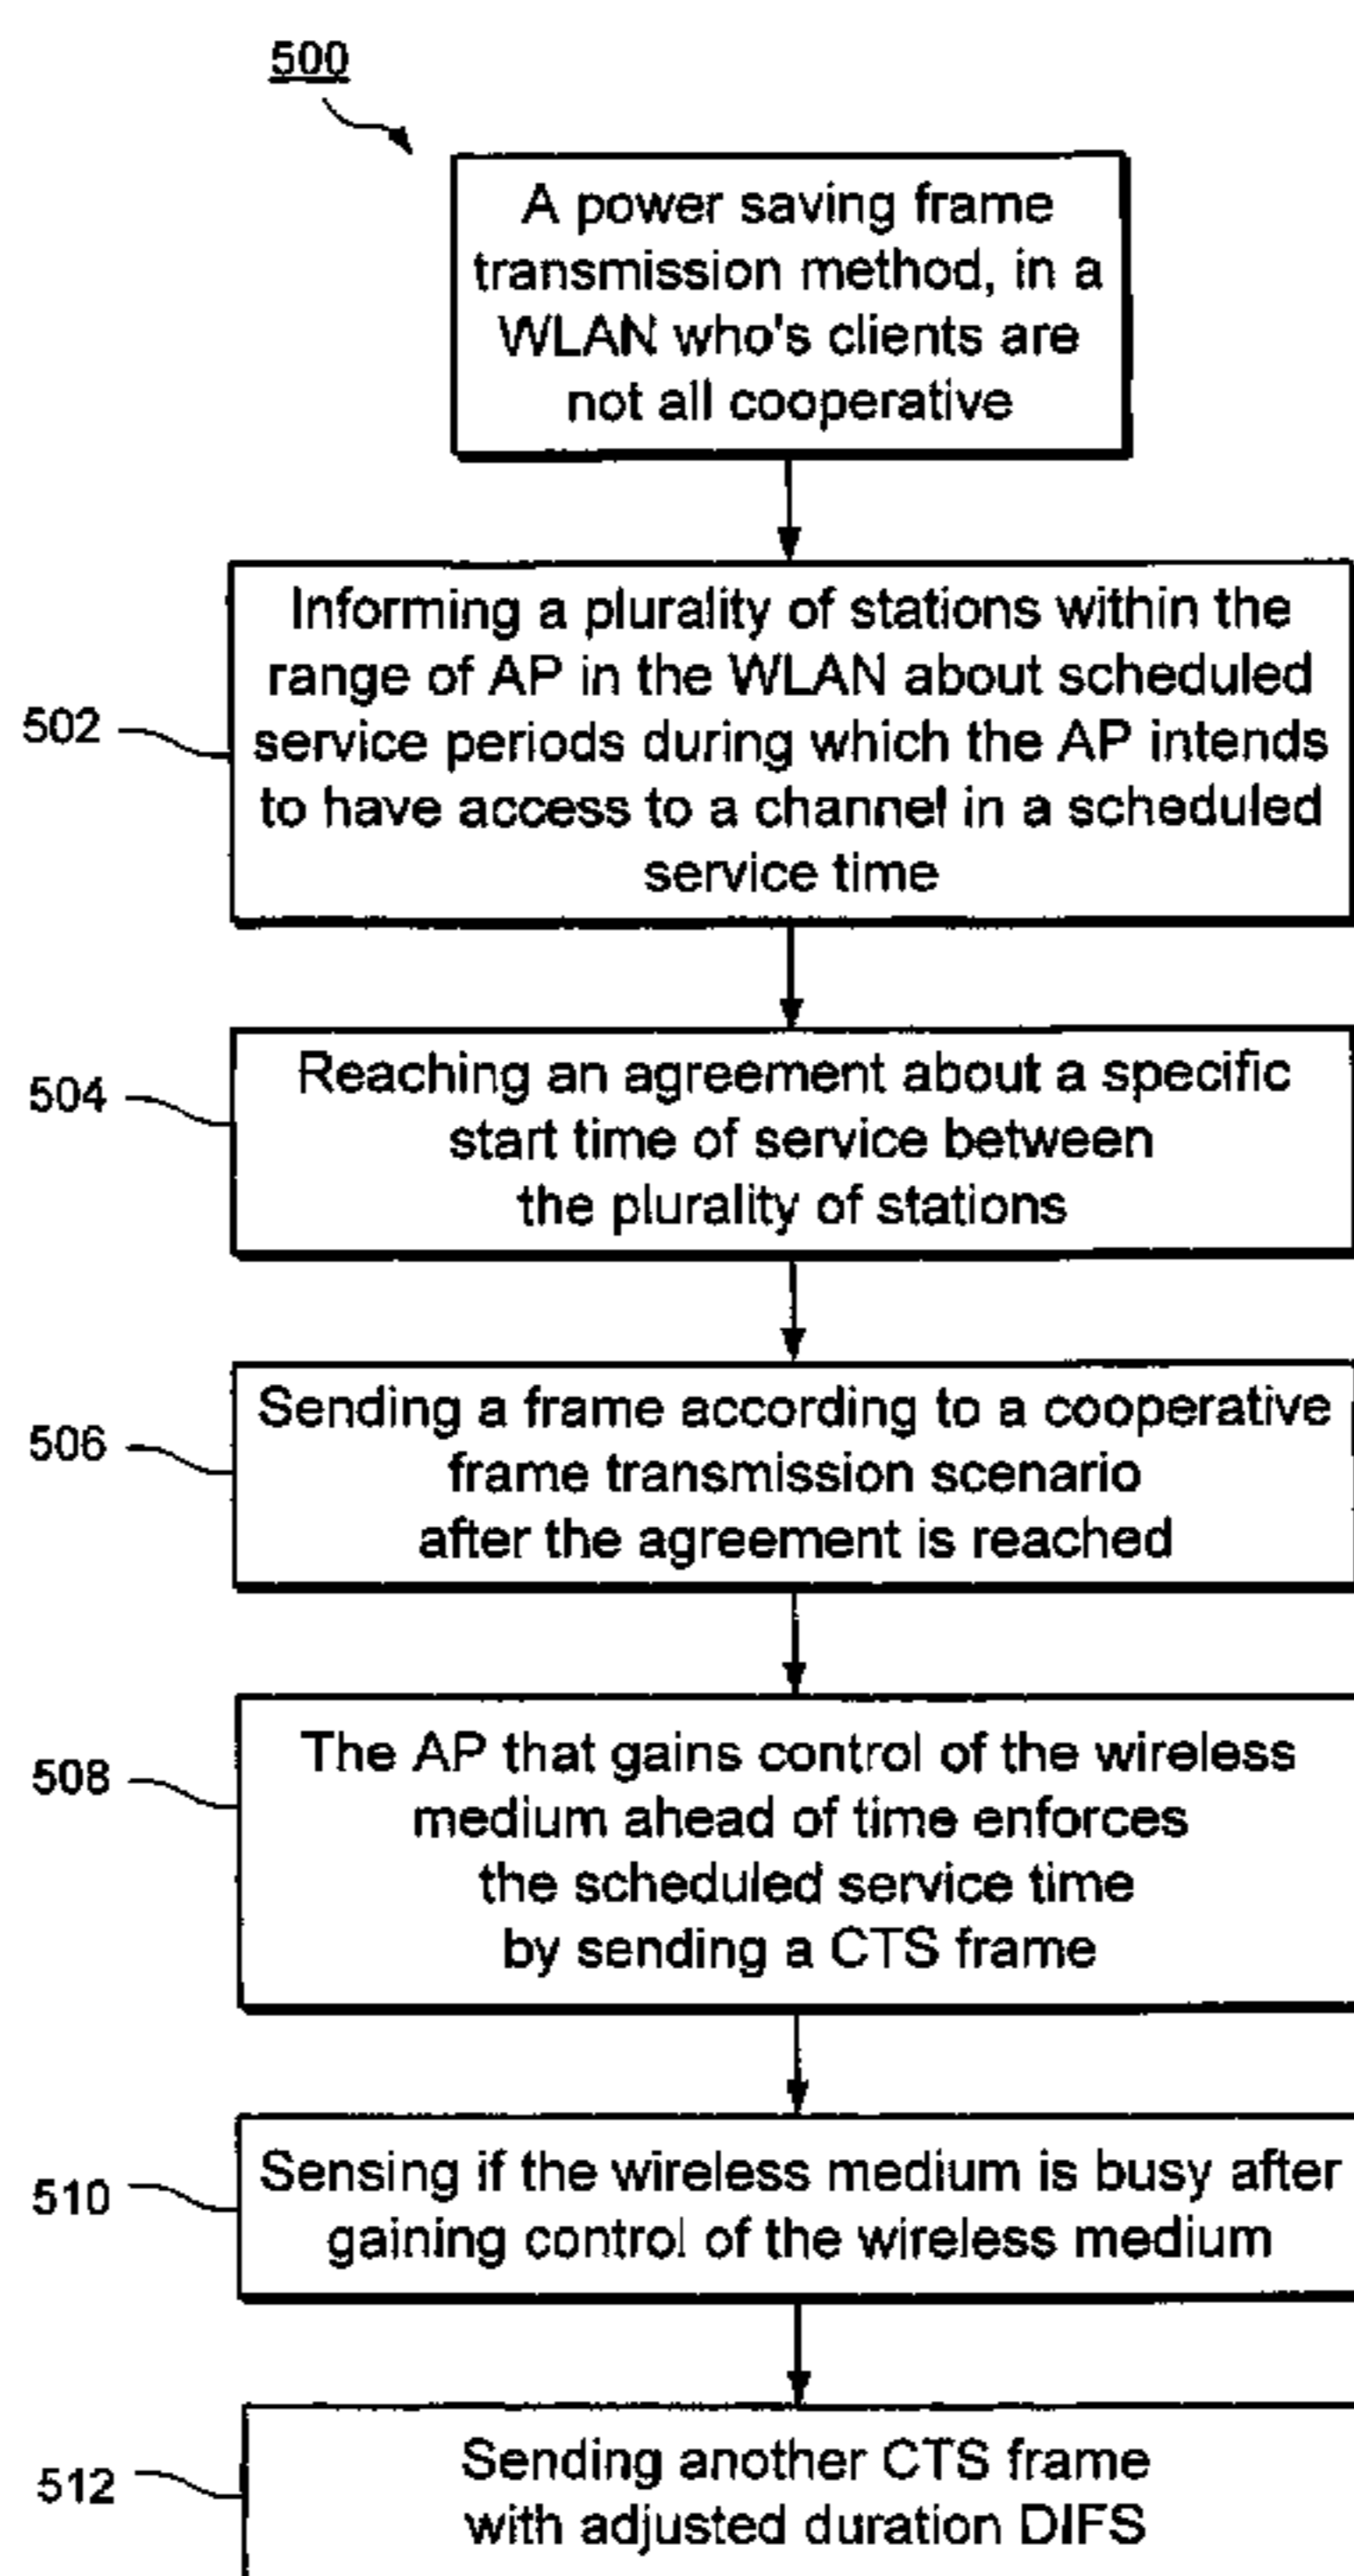 500
A power saving frame
transmission method, in a
WLAN who's clients are
not all cooperative
502
Informing a plurality of stations within the
range of AP in the WLAN about scheduled
service periods during which the AP intends
to have access to a channel in a scheduled
service time
504
Reaching an agreement about a specific
start time of service between
the plurality of stations
506
Sending a frame according to a cooperative
frame transmission scenario
after the agreement is reached
508
The AP that gains control of the wireless
medium ahead of time enforces
the scheduled service time
by sending a CTS frame
510
Sensing if the wireless medium is busy after
gaining control of the wireless medium
512
Sending another CTS frame
with adjusted duration DIFS